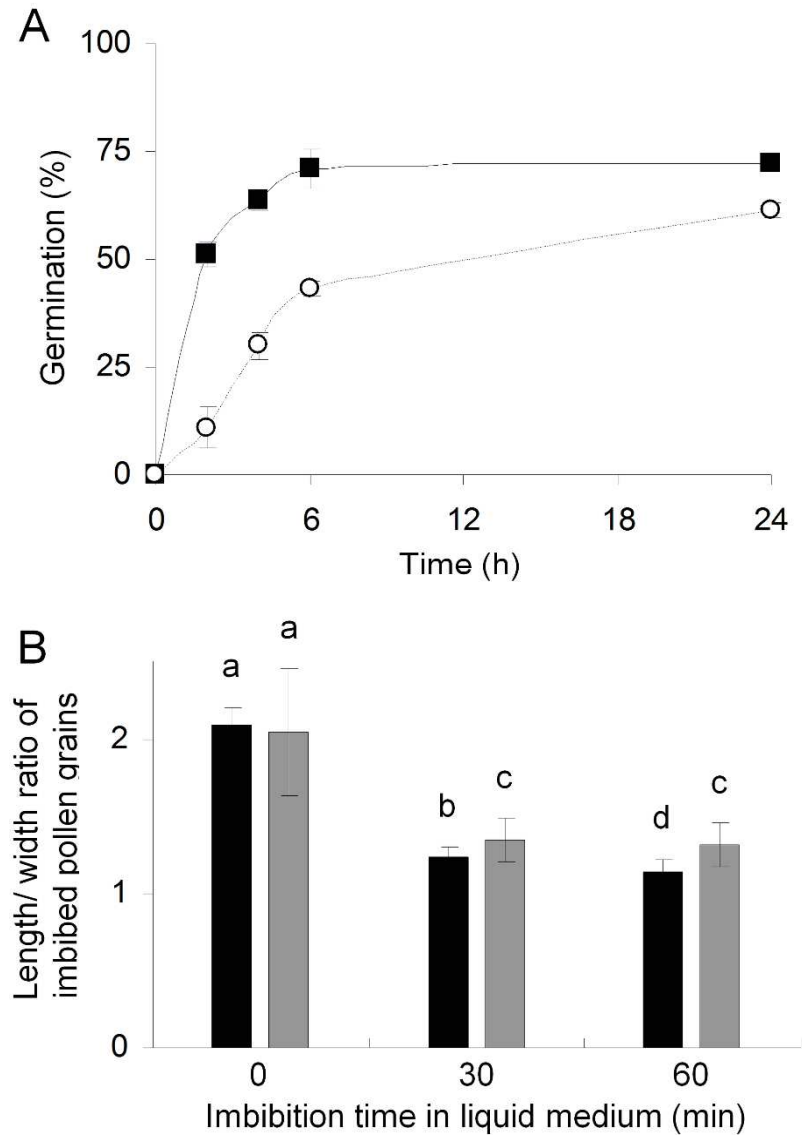 A
100
75
50
25
0
Germination (%)
0 6 12 18 24
Time (h)
B
a a
b c
d c
2
1
0
Length/ width ratio of
imbibed pollen grains
0 30 60
Imbibition time in liquid medium (min)